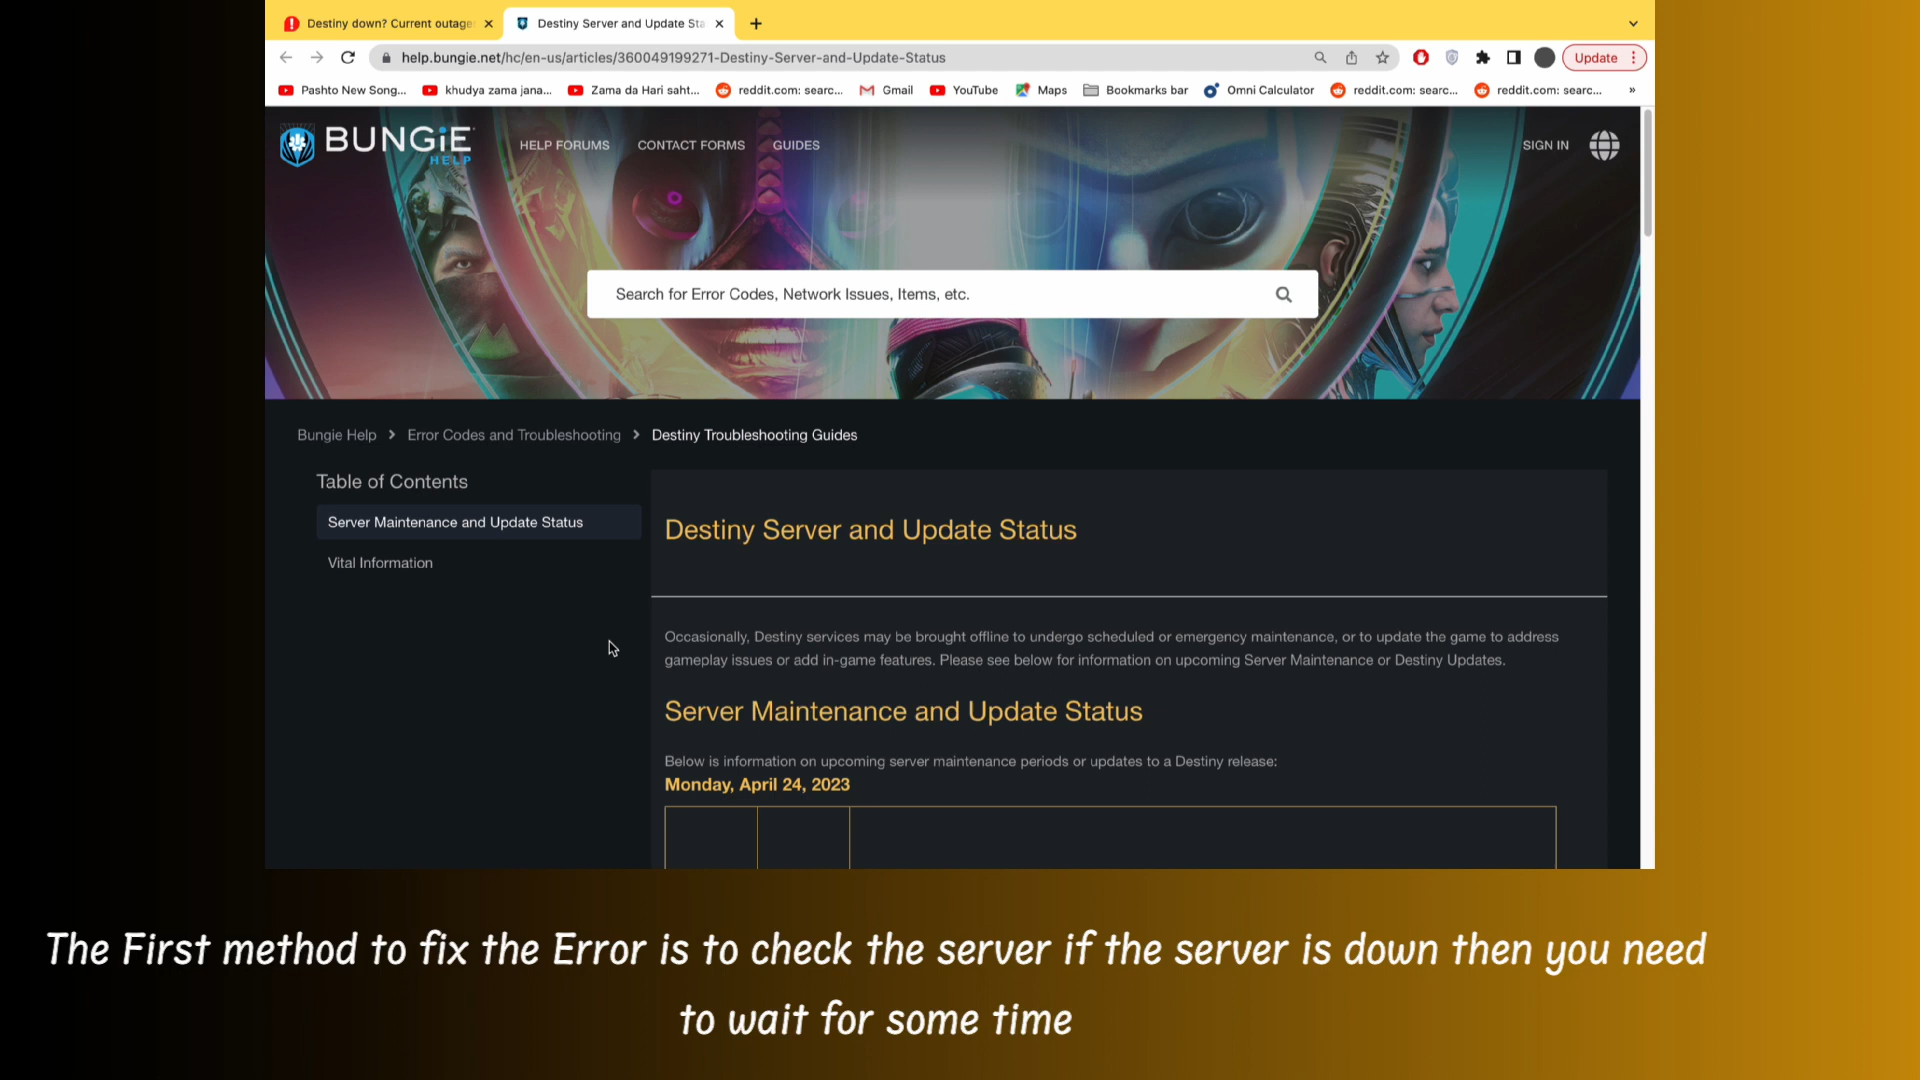 Destiny down? Current outage
Destiny Server and Update Sta
help.bungie.net/hc/en-us/articles/360049199271-Destiny-Server-and-Update-Status
Update
Pashto New Song...
khudya zama jana...
Zama da Hari saht...
reddit.com: searc...
Gmail
YouTube
Maps
Bookmarks bar
Omni Calculator
reddit.com: searc...
reddit.com: searc...
»
BUNGiE
HELP
HELP FORUMS
CONTACT FORMS
GUIDES
SIGN IN
Search for Error Codes, Network Issues, Items, etc.
Bungie Help > Error Codes and Troubleshooting > Destiny Troubleshooting Guides
Table of Contents
Server Maintenance and Update Status
Vital Information
Destiny Server and Update Status
Occasionally, Destiny services may be brought offline to undergo scheduled or emergency maintenance, or to update the game to address
gameplay issues or add in-game features. Please see below for information on upcoming Server Maintenance or Destiny Updates.
Server Maintenance and Update Status
Below is information on upcoming server maintenance periods or updates to a Destiny release:
Monday, April 24, 2023
The First method to fix the Error is to check the server if the server is down then you need
to wait for some time